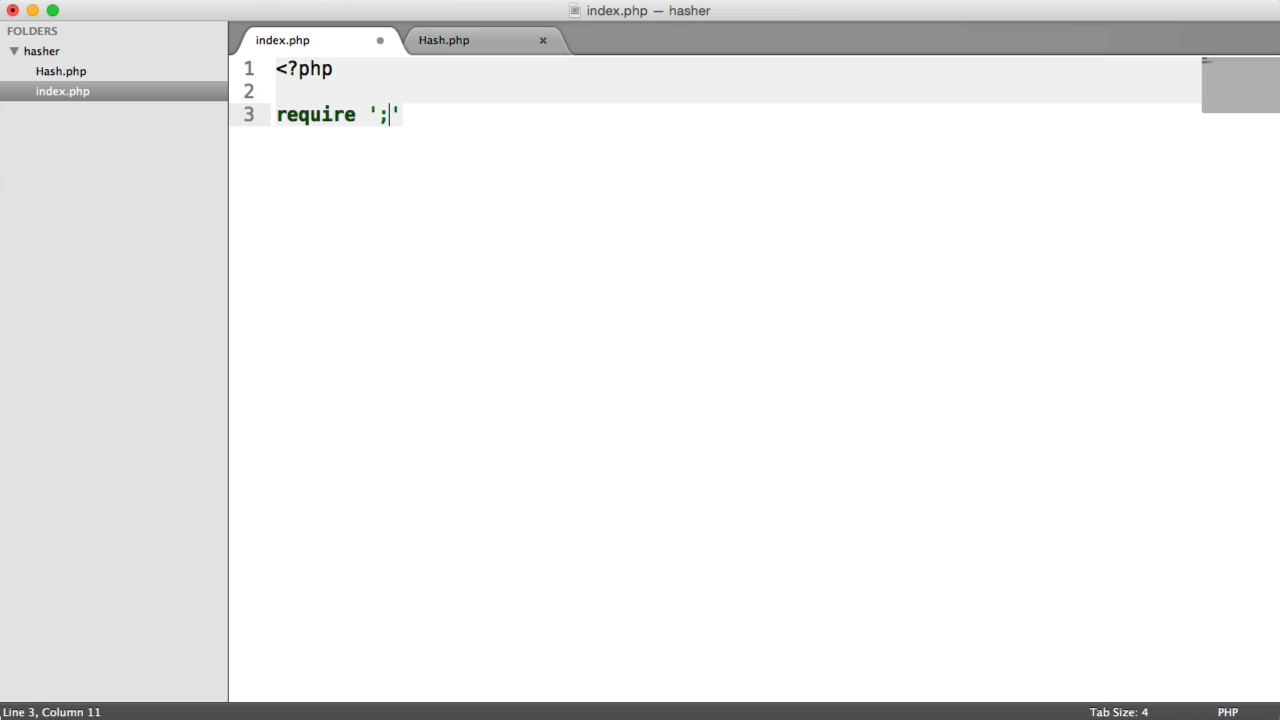 index.php — hasher
FOLDERS
hasher
Hash.php
index.php
index.php
Hash.php
1 <?php
2
3 require ';'
Line 3, Column 11
Tab Size: 4
PHP